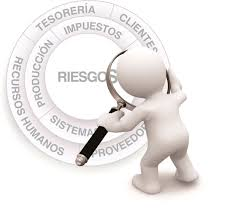 TESORERÍA
CLIENTES
IMPUESTOS
PRODUCCIÓN
RECURSOS HUMANOS
RIESGOS
SISTEMA
PROVEEDO